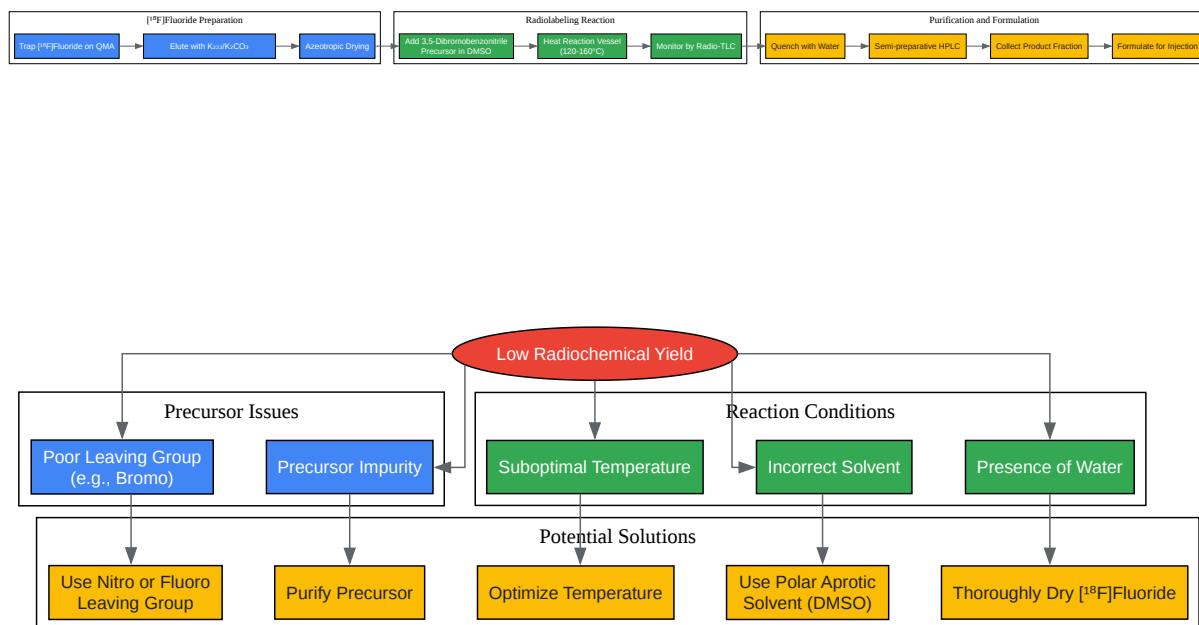 [¹⁸F]Fluoride Preparation
Radiolabeling Reaction
Purification and Formulation
Trap [¹⁸F]Fluoride on QMA
Elute with K₂₂₂/K₂CO₃
Azeotropic Drying
Add 3,5-Dibromobenzonitrile
Precursor in DMSO
Heat Reaction Vessel
(120-160°C)
Monitor by Radio-TLC
Quench with Water
Semi-preparative HPLC
Collect Product Fraction
Formulate for Injection
Low Radiochemical Yield
Precursor Issues
Reaction Conditions
Poor Leaving Group
(e.g., Bromo)
Precursor Impurity
Suboptimal Temperature
Incorrect Solvent
Presence of Water
Potential Solutions
Use Nitro or Fluoro
Leaving Group
Purify Precursor
Optimize Temperature
Use Polar Aprotic
Solvent (DMSO)
Thoroughly Dry [¹⁸F]Fluoride